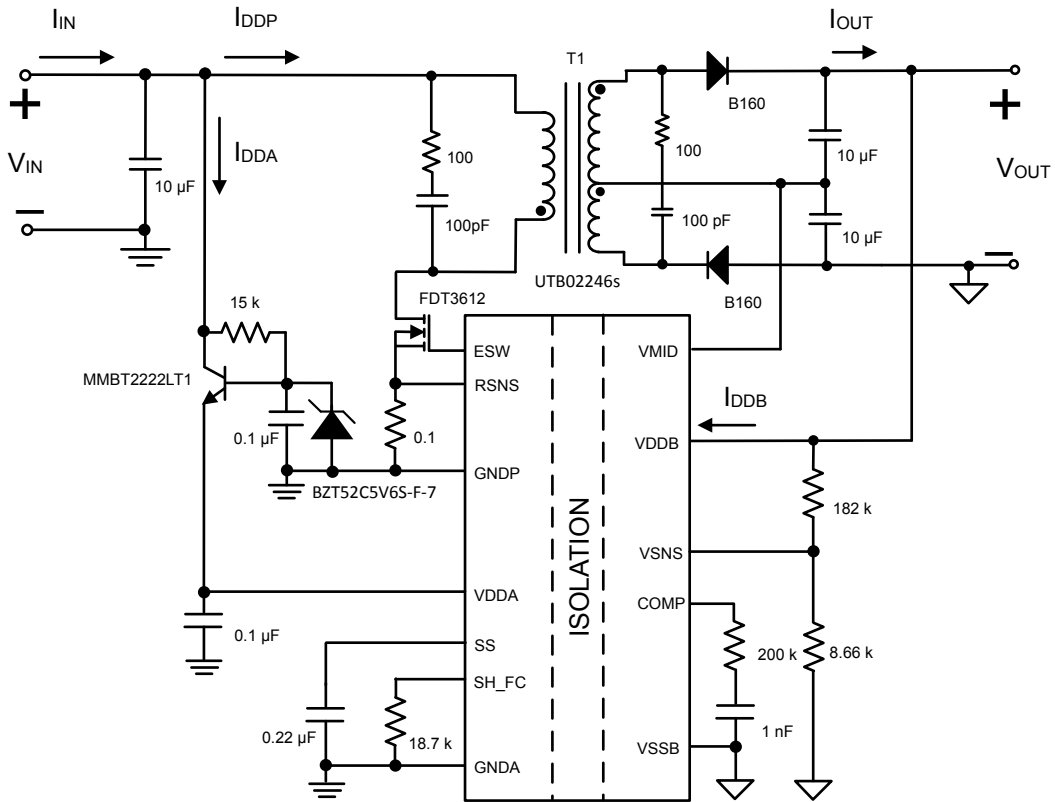 IIN
IDDP
IOUT
T1
+
B160
+
IDDA
VIN
10 µF
100
100
10 µF
VOUT
−
100pF
100 pF
10 µF
−
UTB02246s
B160
FDT3612
15 k
ESW
VMID
MMBT2222LT1
RSNS
IDDB
0.1 µF
0.1
VDDB
BZT52C5V6S-F-7
GNDP
182 k
ISOLATION
VSNS
VDDA
COMP
0.1 µF
SS
200 k
8.66 k
SH_FC
0.22 µF
18.7 k
1 nF
VSSB
GNDA